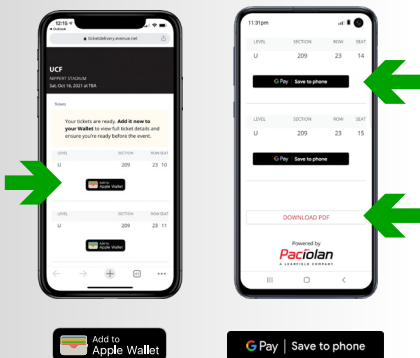 12:15
Outlook
ticketdelivery.evenue.net
UCF
NIPPERT STADIUM
Sat, Oct 16, 2021 at TBA
Tickets
Your tickets are ready. Add it now to
your Wallet to view full ticket details and
ensure you're ready before the event.
LEVEL SECTION ROW SEAT
U 209 23 10
Add to
Apple Wallet
LEVEL SECTION ROW SEAT
U 209 23 11
Add to
Apple Wallet
Add to
Apple Wallet
11:31pm
LEVEL SECTION ROW SEAT
U 209 23 14
G Pay | Save to phone
LEVEL SECTION ROW SEAT
U 209 23 15
G Pay | Save to phone
DOWNLOAD PDF
Powered by
Paciolan
A LEARFIELD COMPANY
G Pay | Save to phone